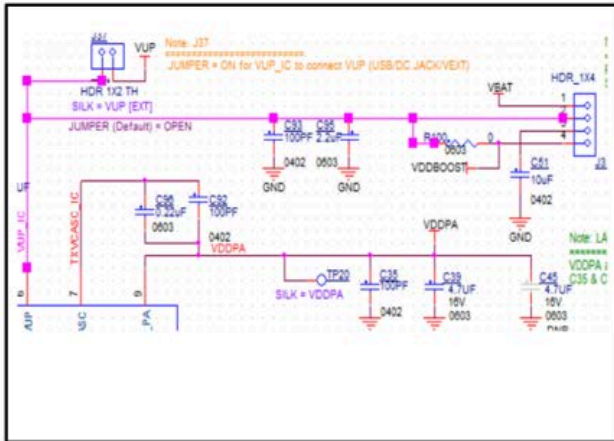 J37
VUP
Note: J37
JUMPER = ON for VUP_IC to connect VUP (USB/DC JACK/VEXT)
HDR 1X2 TH
SILK = VUP [EXT]
JUMPER (Default) = OPEN
HDR_1X4
VBAT
1
2
3
4
J3
C93
100PF
0402
GND
C95
2.2uF
0603
GND
R400
0
0603
VDDBOOST
C51
10uF
0402
GND
UF
VUP_IC
TXVCASC_IC
C96
0.22uF
0603
C92
100PF
0402
VDDPA
VDDPA
TP20
SILK = VDDPA
C35
100PF
0402
C39
4.7UF
16V
0603
C45
4.7UF
16V
0603
Note: LA
VDDPA a
C35 & C
6
7
9
VUP
ASC
_PA